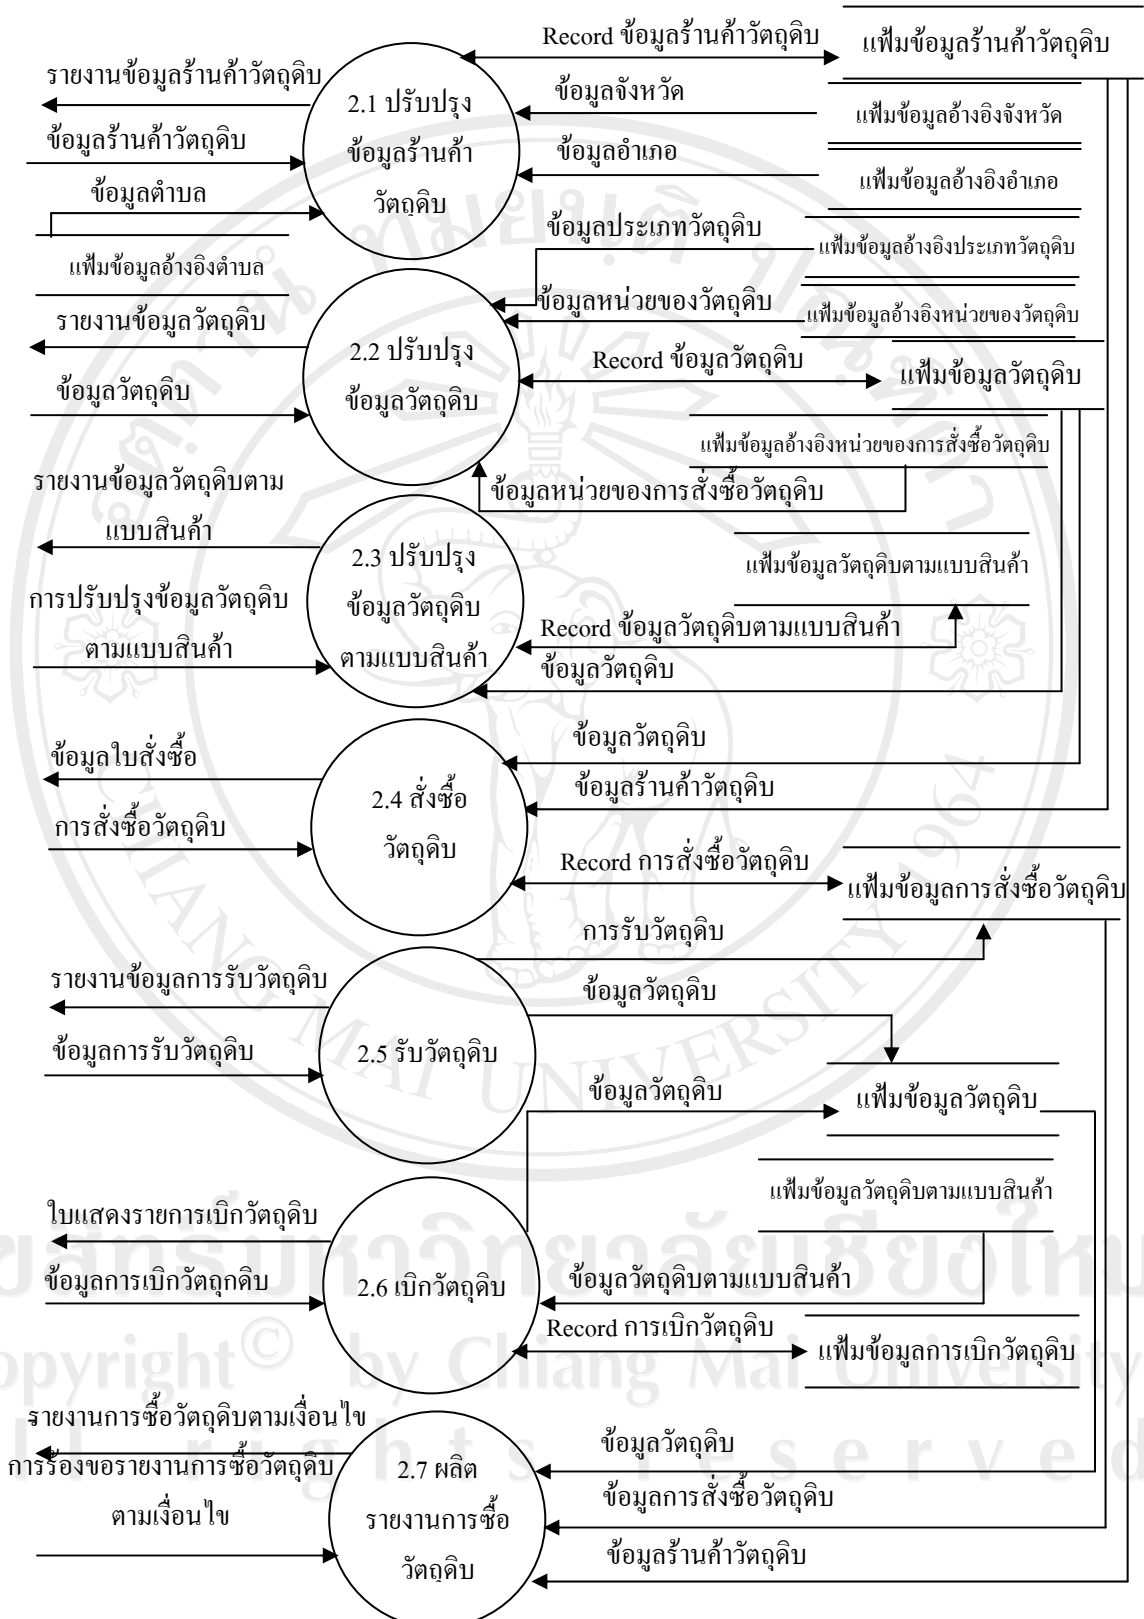 Record ข้อมูลร้านค้าวัตถุดิบ
แฟ้มข้อมูลร้านค้าวัตถุดิบ
รายงานข้อมูลร้านค้าวัตถุดิบ
2.1 ปรับปรุง
ข้อมูลร้านค้า
วัตถุดิบ
ข้อมูลจังหวัด
แฟ้มข้อมูลอ้างอิงจังหวัด
ข้อมูลร้านค้าวัตถุดิบ
ข้อมูลอำเภอ
แฟ้มข้อมูลอ้างอิงอำเภอ
ข้อมูลตำบล
แฟ้มข้อมูลอ้างอิงตำบล
ข้อมูลประเภทวัตถุดิบ
แฟ้มข้อมูลอ้างอิงประเภทวัตถุดิบ
ข้อมูลหน่วยของวัตถุดิบ
แฟ้มข้อมูลอ้างอิงหน่วยของวัตถุดิบ
รายงานข้อมูลวัตถุดิบ
2.2 ปรับปรุง
ข้อมูลวัตถุดิบ
Record ข้อมูลวัตถุดิบ
แฟ้มข้อมูลวัตถุดิบ
ข้อมูลวัตถุดิบ
แฟ้มข้อมูลอ้างอิงหน่วยของการสั่งซื้อวัตถุดิบ
ข้อมูลหน่วยของการสั่งซื้อวัตถุดิบ
รายงานข้อมูลวัตถุดิบตาม
แบบสินค้า
2.3 ปรับปรุง
ข้อมูลวัตถุดิบ
ตามแบบสินค้า
แฟ้มข้อมูลวัตถุดิบตามแบบสินค้า
การปรับปรุงข้อมูลวัตถุดิบ
ตามแบบสินค้า
Record ข้อมูลวัตถุดิบตามแบบสินค้า
ข้อมูลวัตถุดิบ
ข้อมูลใบสั่งซื้อ
2.4 สั่งซื้อ
วัตถุดิบ
ข้อมูลวัตถุดิบ
ข้อมูลร้านค้าวัตถุดิบ
การสั่งซื้อวัตถุดิบ
Record การสั่งซื้อวัตถุดิบ
แฟ้มข้อมูลการสั่งซื้อวัตถุดิบ
การรับวัตถุดิบ
รายงานข้อมูลการรับวัตถุดิบ
ข้อมูลวัตถุดิบ
ข้อมูลการรับวัตถุดิบ
2.5 รับวัตถุดิบ
ข้อมูลวัตถุดิบ
แฟ้มข้อมูลวัตถุดิบ
แฟ้มข้อมูลวัตถุดิบตามแบบสินค้า
ใบแสดงรายการเบิกวัตถุดิบ
ข้อมูลการเบิกวัตถุกดิบ
2.6 เบิกวัตถุดิบ
ข้อมูลวัตถุดิบตามแบบสินค้า
Record การเบิกวัตถุดิบ
แฟ้มข้อมูลการเบิกวัตถุดิบ
รายงานการซื้อวัตถุดิบตามเงื่อนไข
การร้องขอรายงานการซื้อวัตถุดิบ
ตามเงื่อนไข
2.7 ผลิต
รายงานการซื้อ
วัตถุดิบ
ข้อมูลวัตถุดิบ
ข้อมูลการสั่งซื้อวัตถุดิบ
ข้อมูลร้านค้าวัตถุดิบ
CHIANG MAI UNIVERSITY 1964
opyright© by Chiang Mai University
ll rights reserved